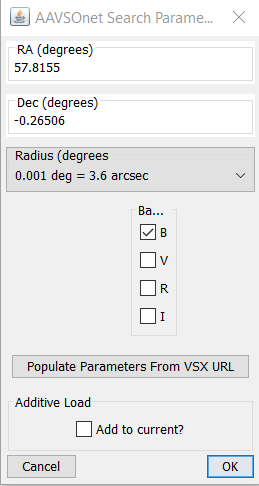 AAVSOnet Search Parame...
RA (degrees)
57.8155
Dec (degrees)
-0.26506
Radius (degrees
0.001 deg = 3.6 arcsec
Ba...
B
V
R
I
Populate Parameters From VSX URL
Additive Load
Add to current?
Cancel OK